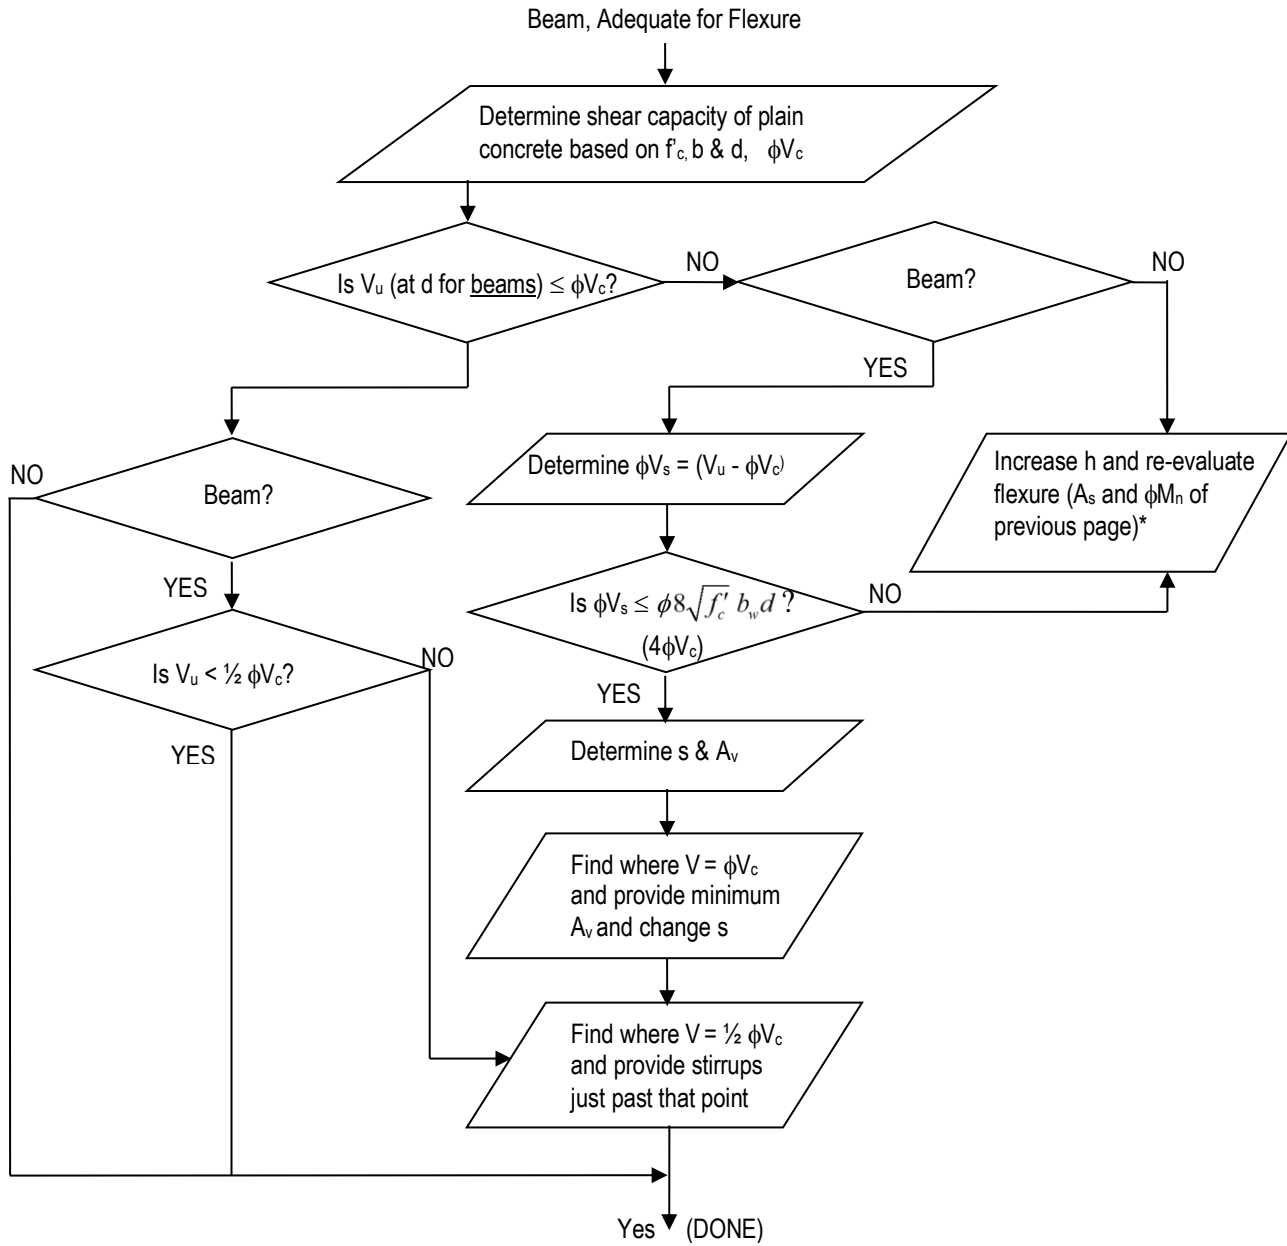 Beam, Adequate for Flexure
Determine shear capacity of plain
concrete based on f'c, b & d, ϕVc
Is Vu (at d for beams) ≤ ϕVc?
NO
Beam?
NO
YES
NO
Beam?
Determine ϕVs = (Vu - ϕVc)
Increase h and re-evaluate
flexure (As and ϕMn of
previous page)*
YES
Is ϕVs ≤ ϕ8√f′c bwd ?
(4ϕVc)
NO
Is Vu < ½ ϕVc?
NO
YES
YES
Determine s & Av
Find where V = ϕVc
and provide minimum
Av and change s
Find where V = ½ ϕVc
and provide stirrups
just past that point
Yes (DONE)